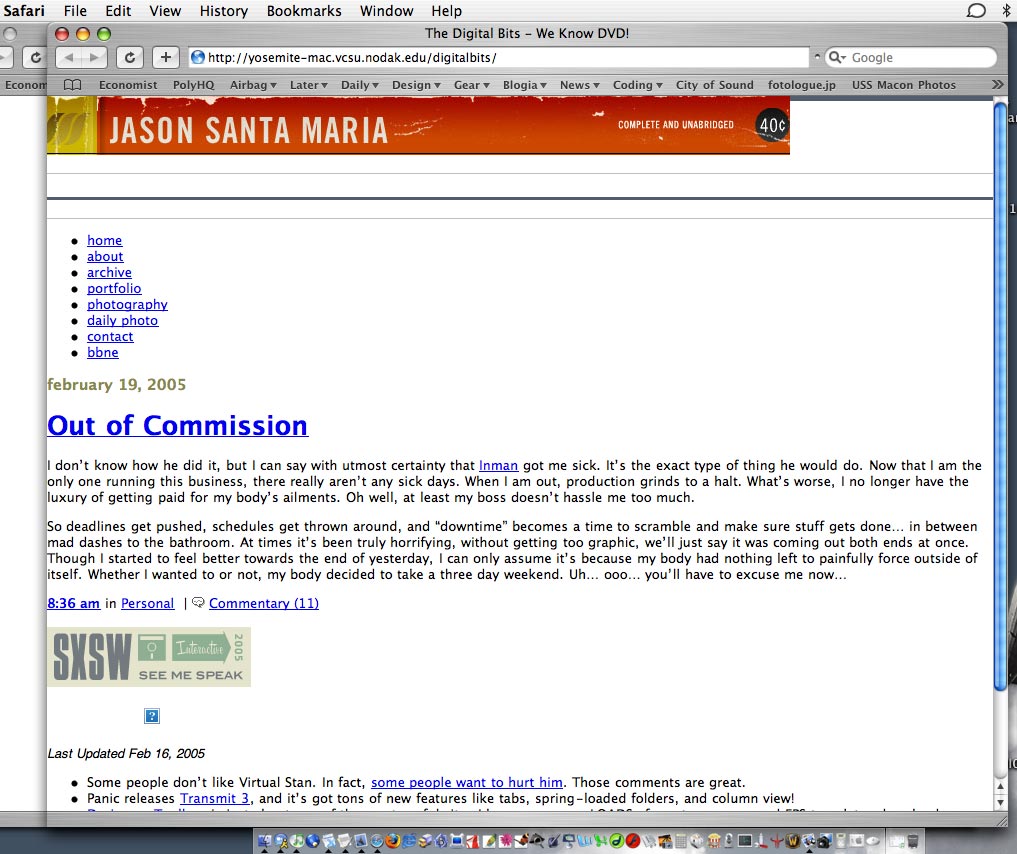 Safari File Edit View History Bookmarks Window Help
The Digital Bits – We Know DVD!
http://yosemite-mac.vcsu.nodak.edu/digitalbits/
Google
Econom
Economist PolyHQ Airbag Later Daily Design Gear Blogia News Coding City of Sound fotologue.jp USS Macon Photos
JASON SANTA MARIA
COMPLETE AND UNABRIDGED
40¢
home
about
archive
portfolio
photography
daily photo
contact
bbne
february 19, 2005
Out of Commission
I don’t know how he did it, but I can say with utmost certainty that Inman got me sick. It’s the exact type of thing he would do. Now that I am the
only one running this business, there really aren’t any sick days. When I am out, production grinds to a halt. What’s worse, I no longer have the
luxury of getting paid for my body’s ailments. Oh well, at least my boss doesn’t hassle me too much.
So deadlines get pushed, schedules get thrown around, and “downtime” becomes a time to scramble and make sure stuff gets done… in between
mad dashes to the bathroom. At times it’s been truly horrifying, without getting too graphic, we’ll just say it was coming out both ends at once.
Though I started to feel better towards the end of yesterday, I can only assume it’s because my body had nothing left to painfully force outside of
itself. Whether I wanted to or not, my body decided to take a three day weekend. Uh… ooo… you’ll have to excuse me now…
8:36 am in Personal | Commentary (11)
SXSW Interactive 2005
SEE ME SPEAK
Last Updated Feb 16, 2005
Some people don’t like Virtual Stan. In fact, some people want to hurt him. Those comments are great.
Panic releases Transmit 3, and it’s got tons of new features like tabs, spring-loaded folders, and column view!